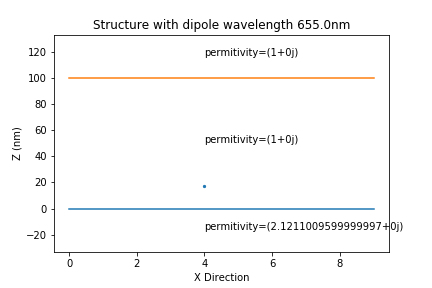 Structure with dipole wavelength 655.0nm
120
permitivity=(1+0j)
100
80
60
permitivity=(1+0j)
40
20
0
permitivity=(2.1211009599999997+0j)
−20
Z (nm)
0 2 4 6 8
X Direction